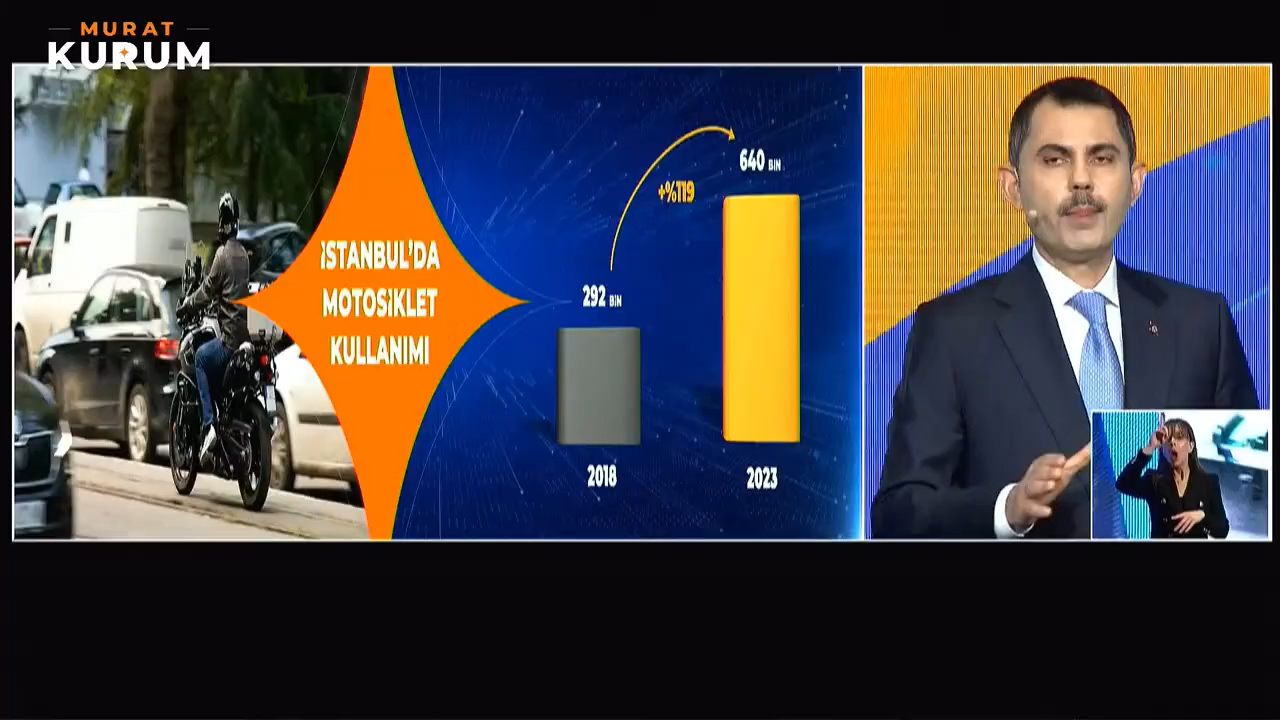 MURAT
KURUM
İSTANBUL'DA
MOTOSİKLET
KULLANIMI
292 BİN
+%119
640 BİN
2018
2023